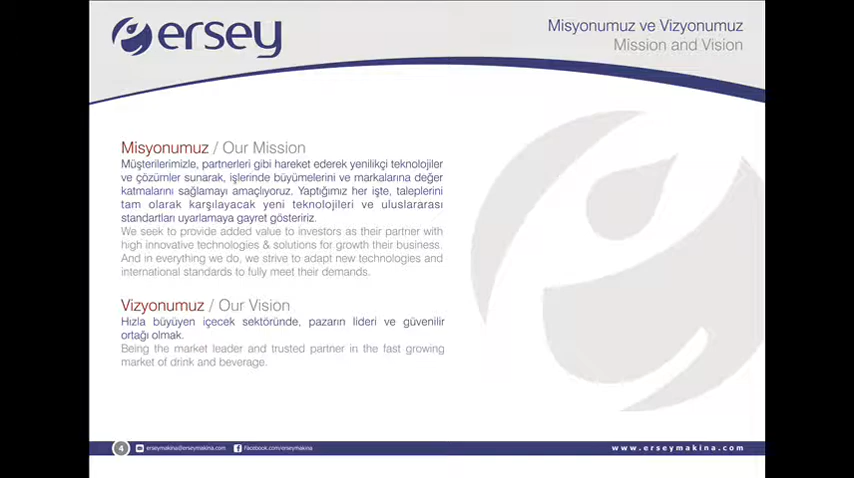 ersey
Misyonumuz ve Vizyonumuz
Mission and Vision
Misyonumuz / Our Mission
Müşterilerimizle, partnerleri gibi hareket ederek yenilikçi teknolojiler
ve çözümler sunarak, işlerinde büyümelerini ve markalarına değer
katmalarını sağlamayı amaçlıyoruz. Yaptığımız her işte, taleplerini
tam olarak karşılayacak yeni teknolojileri ve uluslararası
standartları uyarlamaya gayret gösteririz.
We seek to provide added value to investors as their partner with
high innovative technologies & solutions for growth their business.
And in everything we do, we strive to adapt new technologies and
international standards to fully meet their demands.
Vizyonumuz / Our Vision
Hızla büyüyen içecek sektöründe, pazarın lideri ve güvenilir
ortağı olmak.
Being the market leader and trusted partner in the fast growing
market of drink and beverage.
4 erseymakina@erseymakina.com Facebook.com/erseymakina www.erseymakina.com